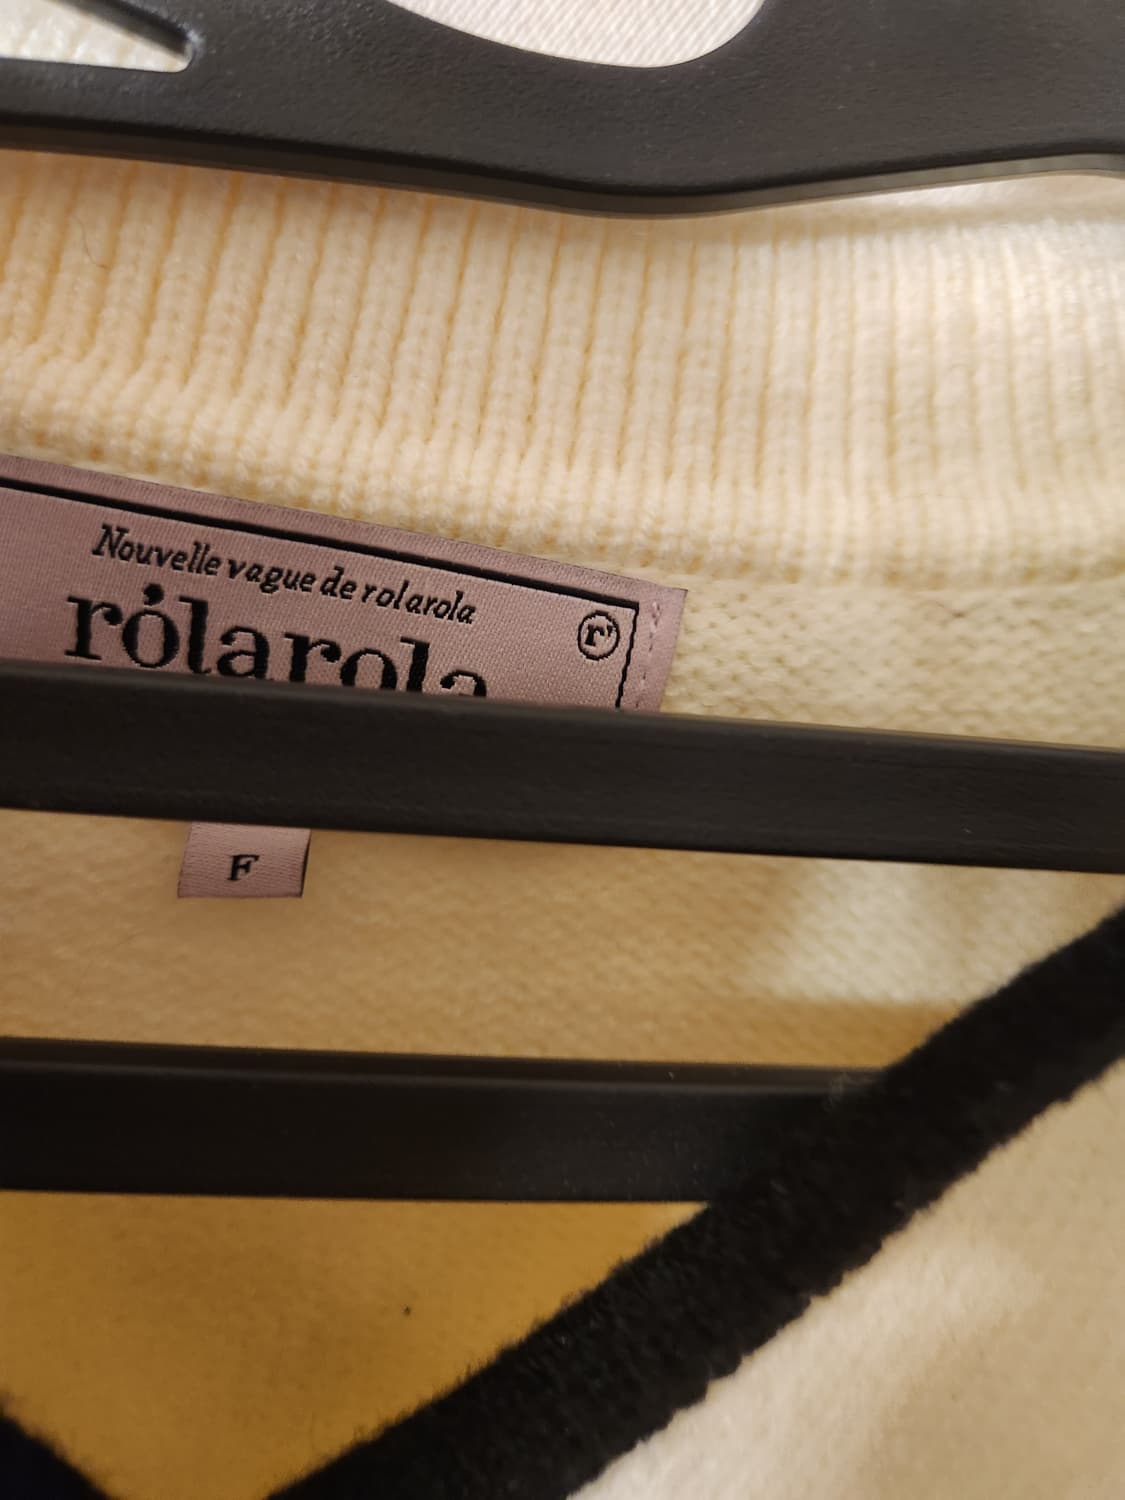 Nouvelle vague de rolarola
rólarola
r'
F